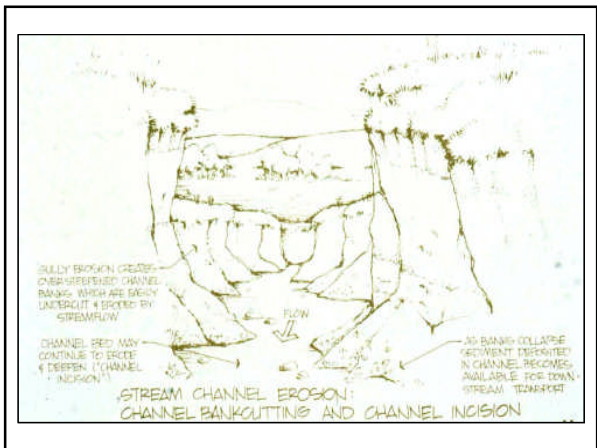 GULLY EROSION CREATES
OVERSTEEPENED CHANNEL
BANKS WHICH ARE EASILY
UNDERCUT & ERODED BY
STREAMFLOW
CHANNEL BED MAY
CONTINUE TO ERODE
& DEEPEN ("CHANNEL
INCISION")
FLOW
AS BANKS COLLAPSE
SEDIMENT DEPOSITED
IN CHANNEL BECOMES
AVAILABLE FOR DOWN-
STREAM TRANSPORT
STREAM CHANNEL EROSION:
CHANNEL BANKCUTTING AND CHANNEL INCISION